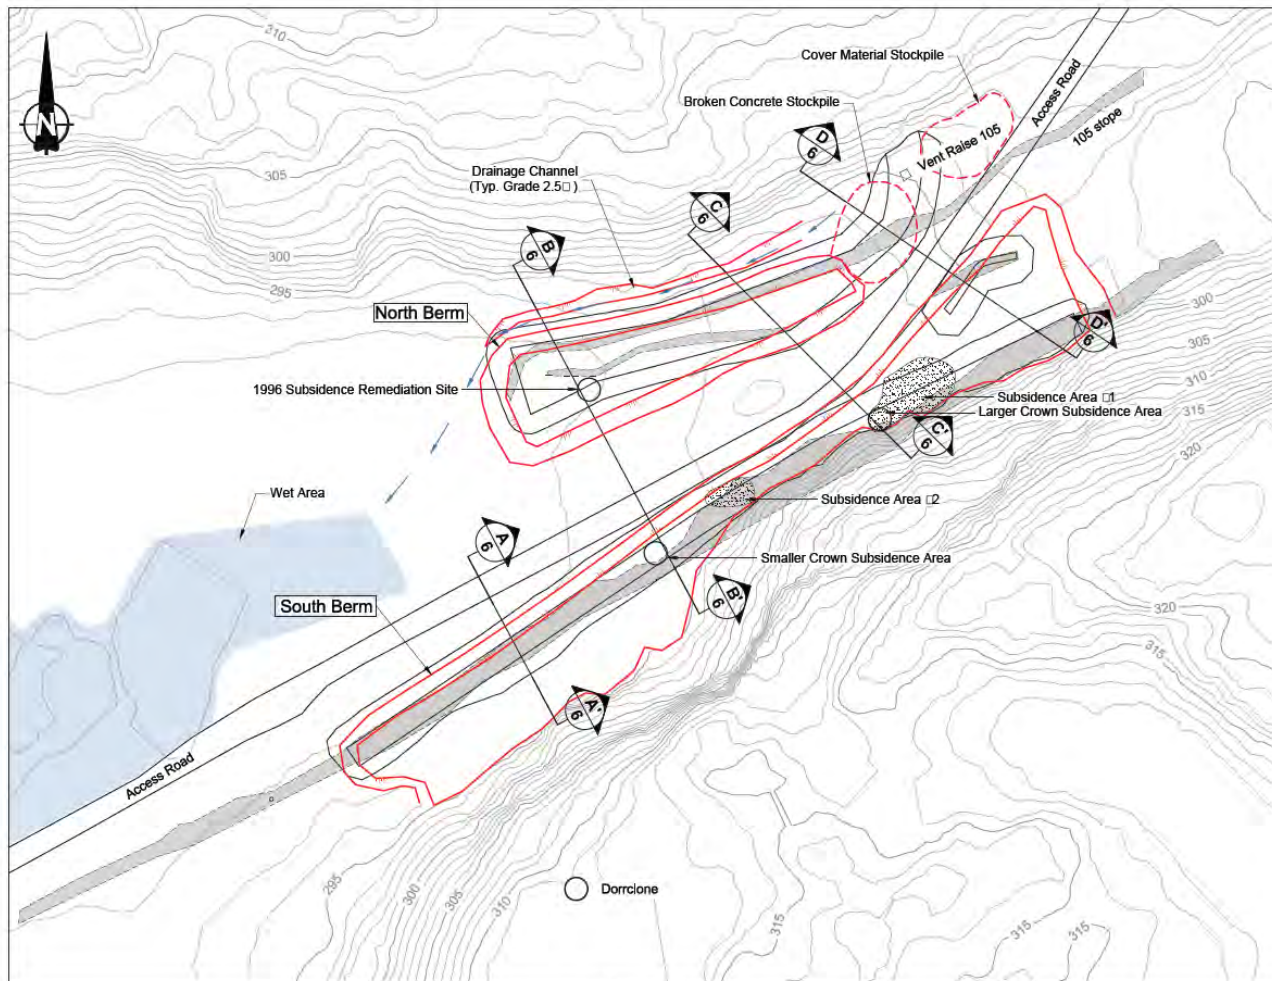 210
Cover Material Stockpile
Access Road
Broken Concrete Stockpile
105 stope
N
D
6
Vent Raise 105
305
Drainage Channel
(Typ. Grade 2.5□)
C
6
B
6
300
295
North Berm
300
305
310
315
320
D'
6
1996 Subsidence Remediation Site
Subsidence Area □1
Larger Crown Subsidence Area
C'
6
Wet Area
Subsidence Area □2
A
6
Smaller Crown Subsidence Area
B'
6
South Berm
320
315
A'
6
Access Road
295
300
305
310
Dorrclone
315
315
315